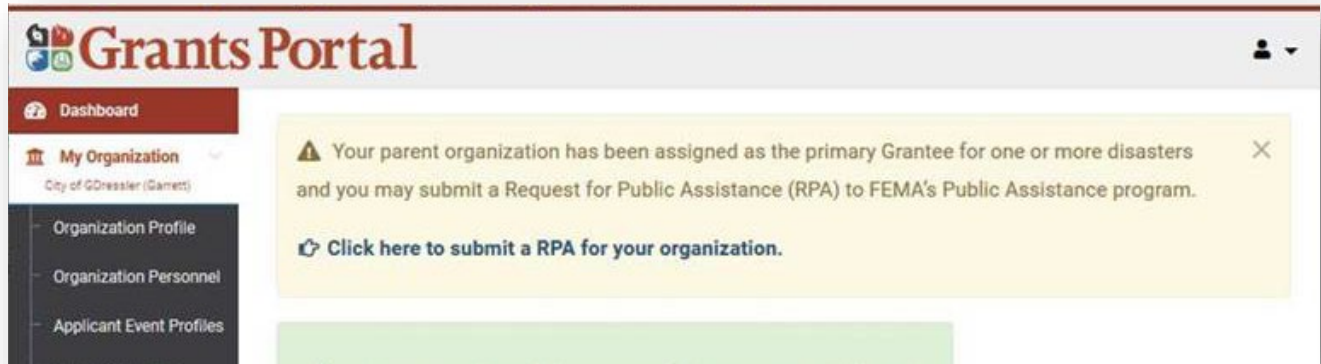 Grants Portal
Dashboard
My Organization
City of GDressler (Garrett)
Organization Profile
Organization Personnel
Applicant Event Profiles
Your parent organization has been assigned as the primary Grantee for one or more disasters
and you may submit a Request for Public Assistance (RPA) to FEMA's Public Assistance program.
Click here to submit a RPA for your organization.